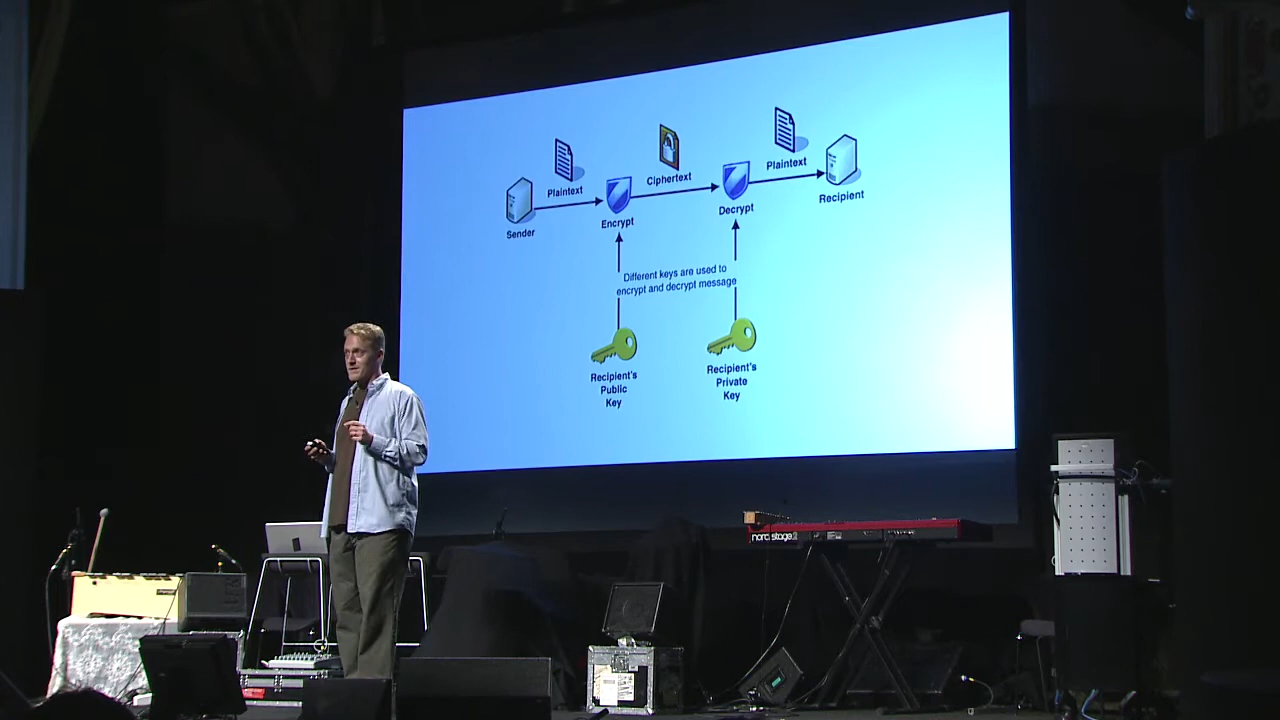 Plaintext
Ciphertext
Plaintext
Sender
Encrypt
Decrypt
Recipient
Different keys are used to
encrypt and decrypt message
Recipient's
Public
Key
Recipient's
Private
Key
nord stage 2